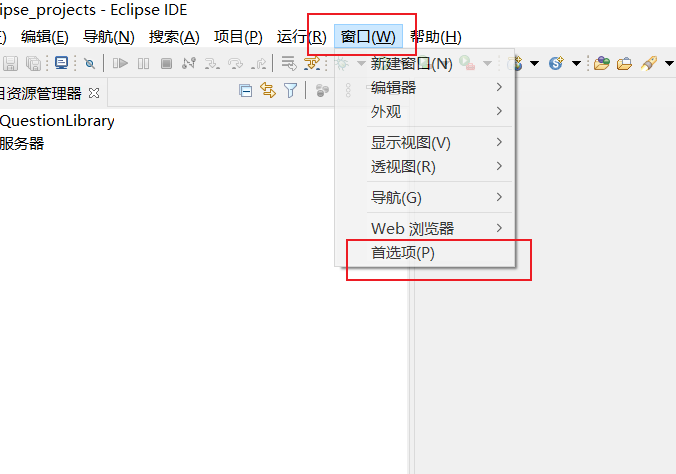 ipse_projects - Eclipse IDE
E) 编辑(E) 导航(N) 搜索(A) 项目(P) 运行(R) 窗口(W) 帮助(H)
新建窗口(N)
目资源管理器
编辑器
外观
QuestionLibrary
服务器
显示视图(V)
透视图(R)
导航(G)
Web 浏览器
首选项(P)